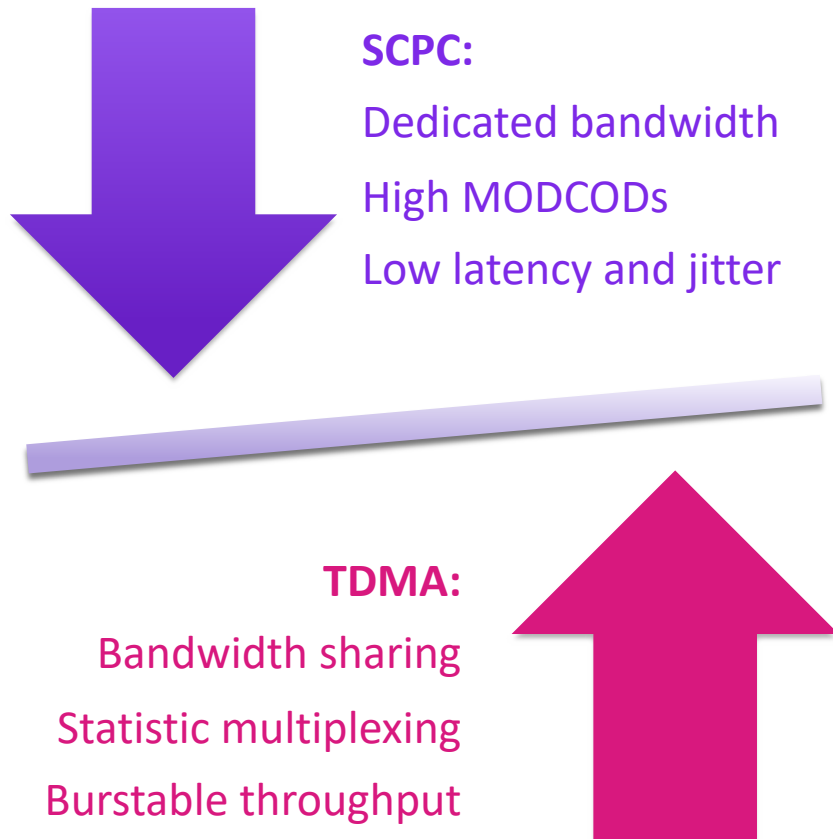 SCPC:
Dedicated bandwidth
High MODCODs
Low latency and jitter
TDMA:
Bandwidth sharing
Statistic multiplexing
Burstable throughput